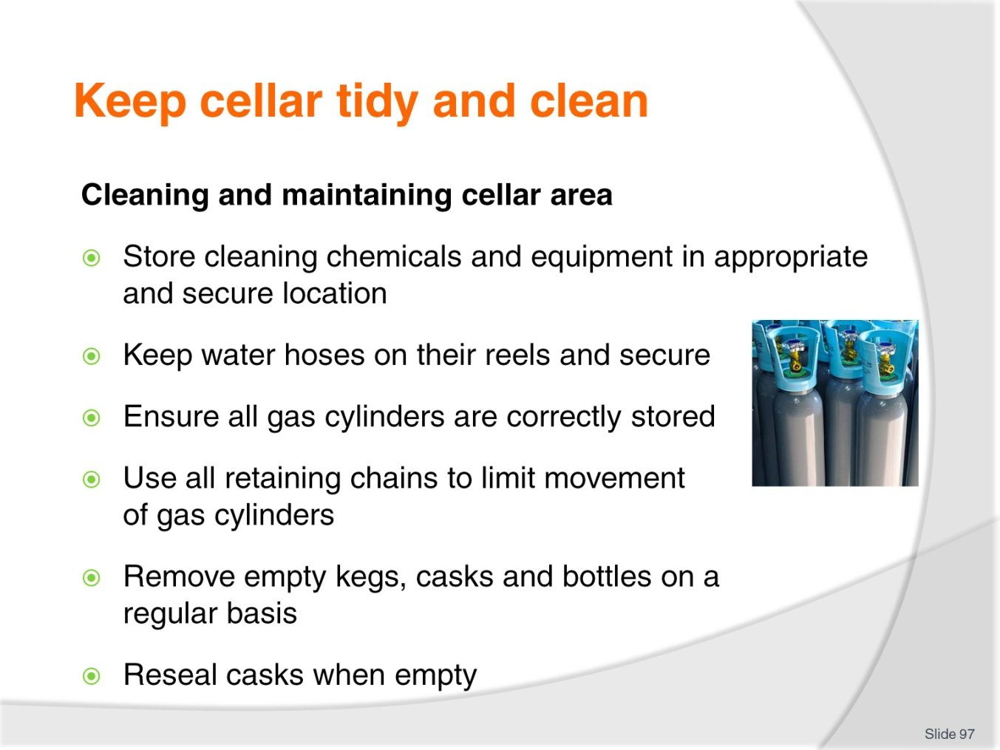 Keep cellar tidy and clean
Cleaning and maintaining cellar area
Store cleaning chemicals and equipment in appropriate
and secure location
Keep water hoses on their reels and secure
Ensure all gas cylinders are correctly stored
Use all retaining chains to limit movement
of gas cylinders
Remove empty kegs, casks and bottles on a
regular basis
Reseal casks when empty
Slide 97